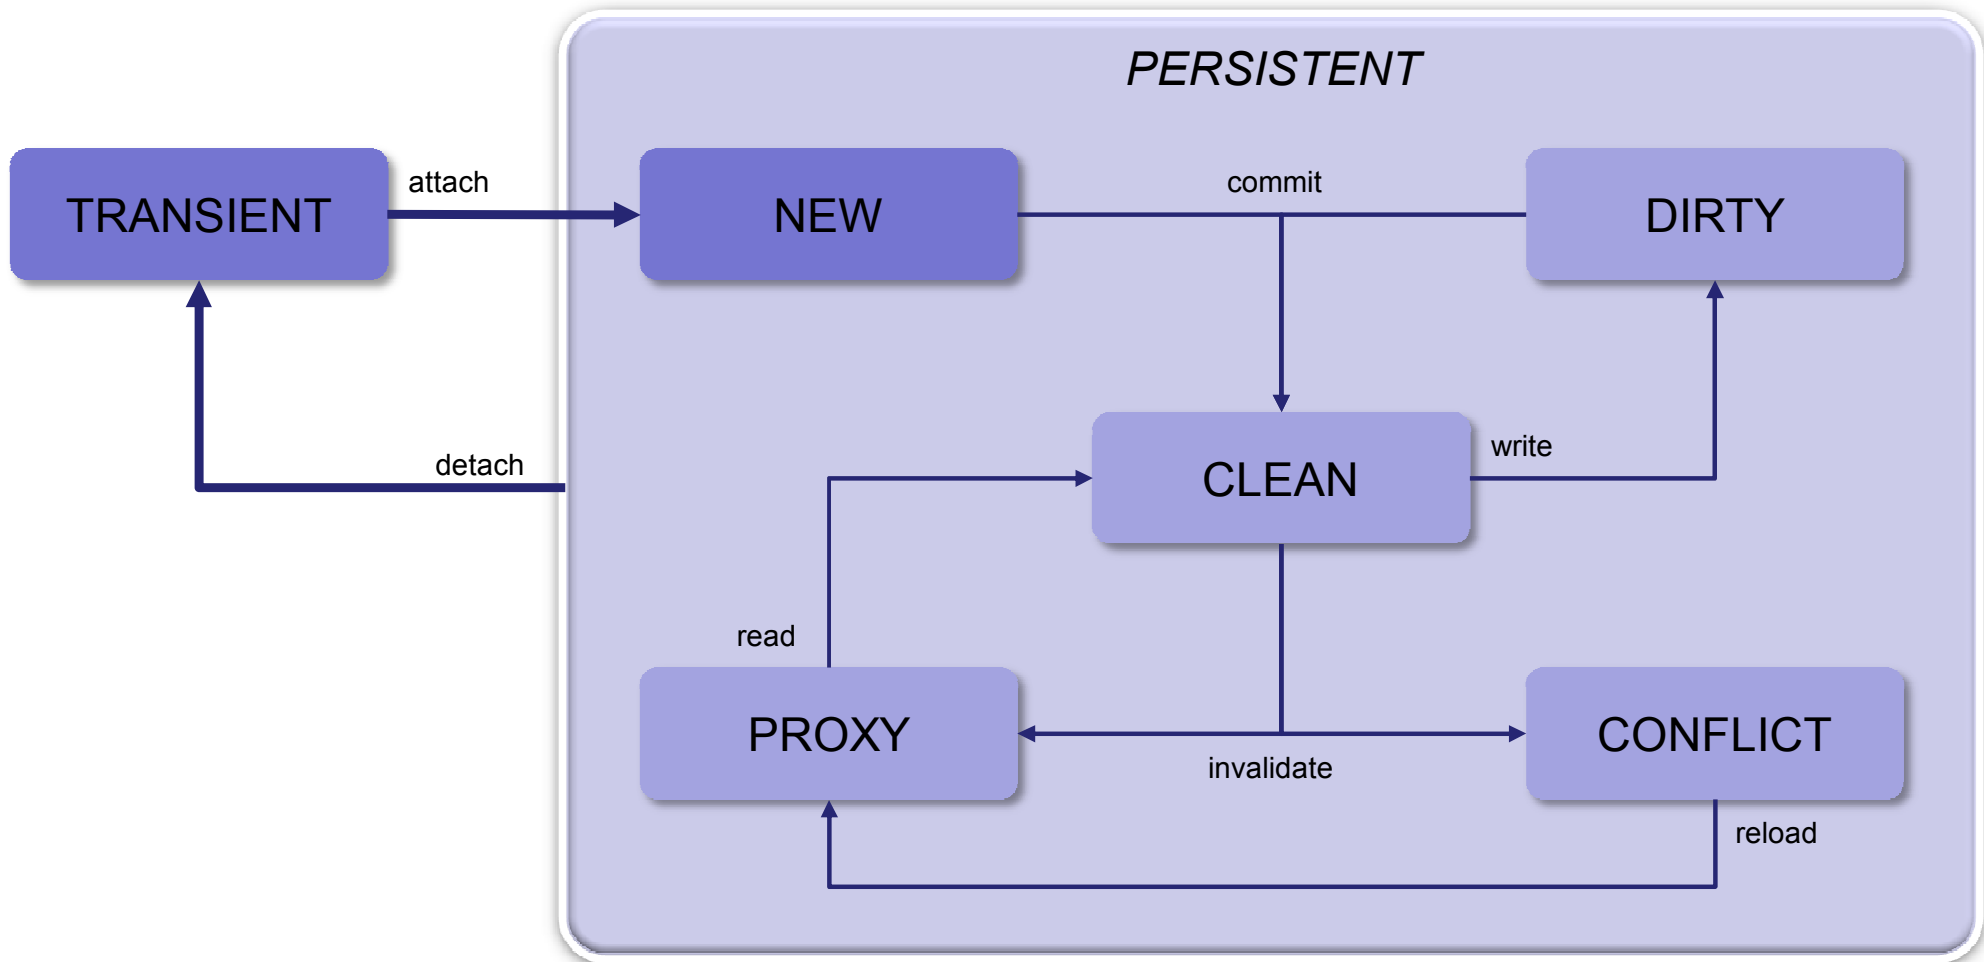 PERSISTENT
TRANSIENT
attach
NEW
commit
DIRTY
detach
CLEAN
write
read
PROXY
invalidate
CONFLICT
reload